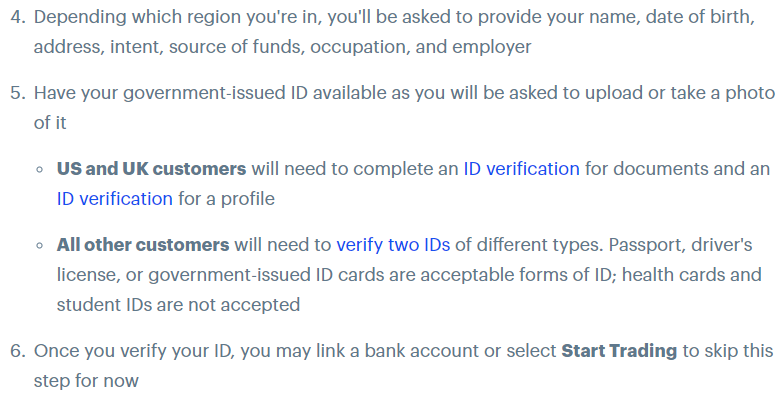 4. Depending which region you're in, you'll be asked to provide your name, date of birth,
address, intent, source of funds, occupation, and employer
5. Have your government-issued ID available as you will be asked to upload or take a photo
of it
◦ US and UK customers will need to complete an ID verification for documents and an
ID verification for a profile
◦ All other customers will need to verify two IDs of different types. Passport, driver's
license, or government-issued ID cards are acceptable forms of ID; health cards and
student IDs are not accepted
6. Once you verify your ID, you may link a bank account or select Start Trading to skip this
step for now